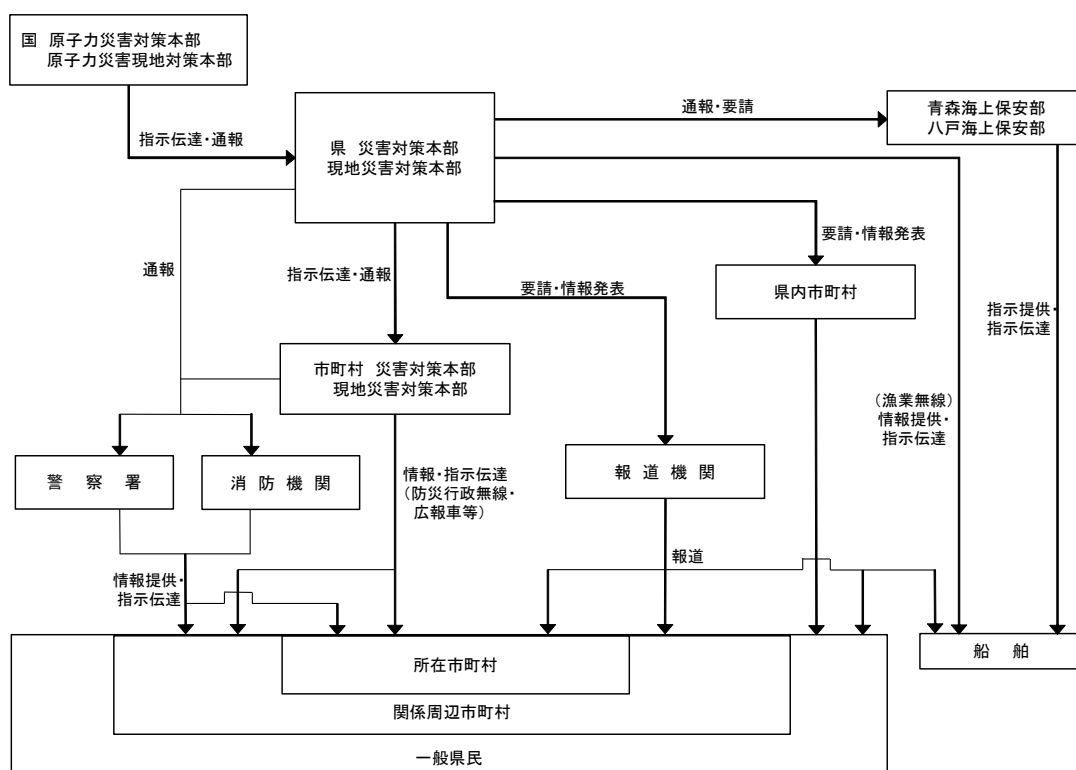 国 原子力災害対策本部
原子力災害現地対策本部
指示伝達・通報
県 災害対策本部
現地災害対策本部
通報・要請
青森海上保安部
八戸海上保安部
通報
指示伝達・通報
要請・情報発表
要請・情報発表
県内市町村
指示提供・
指示伝達
市町村 災害対策本部
現地災害対策本部
(漁業無線)
情報提供・
指示伝達
警 察 署
消 防 機 関
情報・指示伝達
(防災行政無線・
広報車等)
報 道 機 関
報道
情報提供・
指示伝達
所在市町村
関係周辺市町村
一般県民
船 舶